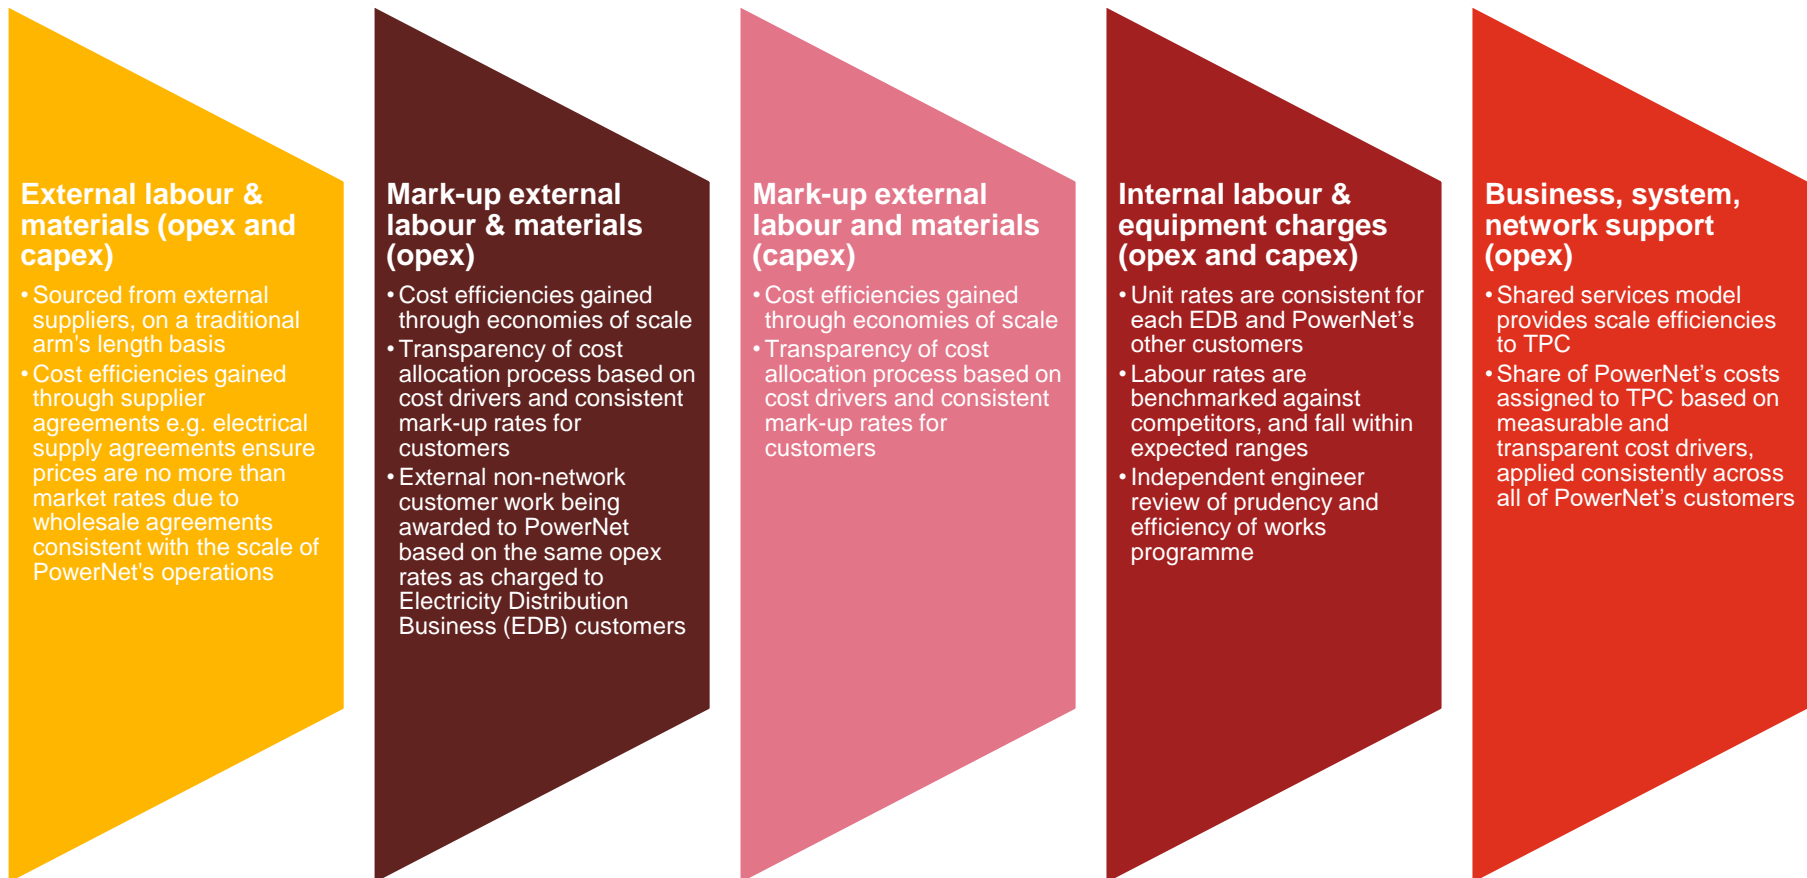 External labour &
materials (opex and
capex)
• Sourced from external
suppliers, on a traditional
arm's length basis
• Cost efficiencies gained
through supplier
agreements e.g. electrical
supply agreements ensure
prices are no more than
market rates due to
wholesale agreements
consistent with the scale of
PowerNet's operations
Mark-up external
labour & materials
(opex)
• Cost efficiencies gained
through economies of scale
• Transparency of cost
allocation process based on
cost drivers and consistent
mark-up rates for
customers
• External non-network
customer work being
awarded to PowerNet
based on the same opex
rates as charged to
Electricity Distribution
Business (EDB) customers
Mark-up external
labour and materials
(capex)
• Cost efficiencies gained
through economies of scale
• Transparency of cost
allocation process based on
cost drivers and consistent
mark-up rates for
customers
Internal labour &
equipment charges
(opex and capex)
• Unit rates are consistent for
each EDB and PowerNet’s
other customers
• Labour rates are
benchmarked against
competitors, and fall within
expected ranges
• Independent engineer
review of prudency and
efficiency of works
programme
Business, system,
network support
(opex)
• Shared services model
provides scale efficiencies
to TPC
• Share of PowerNet’s costs
assigned to TPC based on
measurable and
transparent cost drivers,
applied consistently across
all of PowerNet’s customers